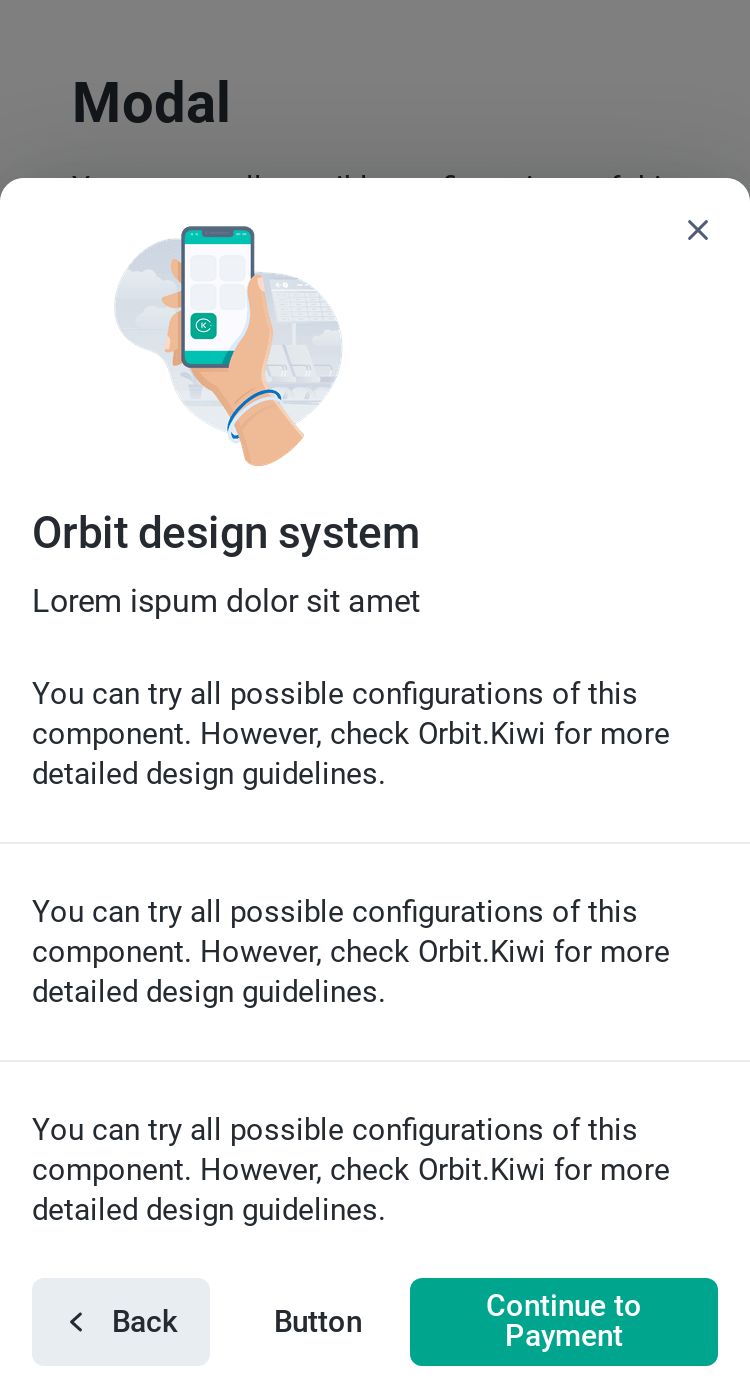 Modal
Orbit design system
Lorem ispum dolor sit amet
You can try all possible configurations of this
component. However, check Orbit.Kiwi for more
detailed design guidelines.
You can try all possible configurations of this
component. However, check Orbit.Kiwi for more
detailed design guidelines.
You can try all possible configurations of this
component. However, check Orbit.Kiwi for more
detailed design guidelines.
Back
Button
Continue to
Payment